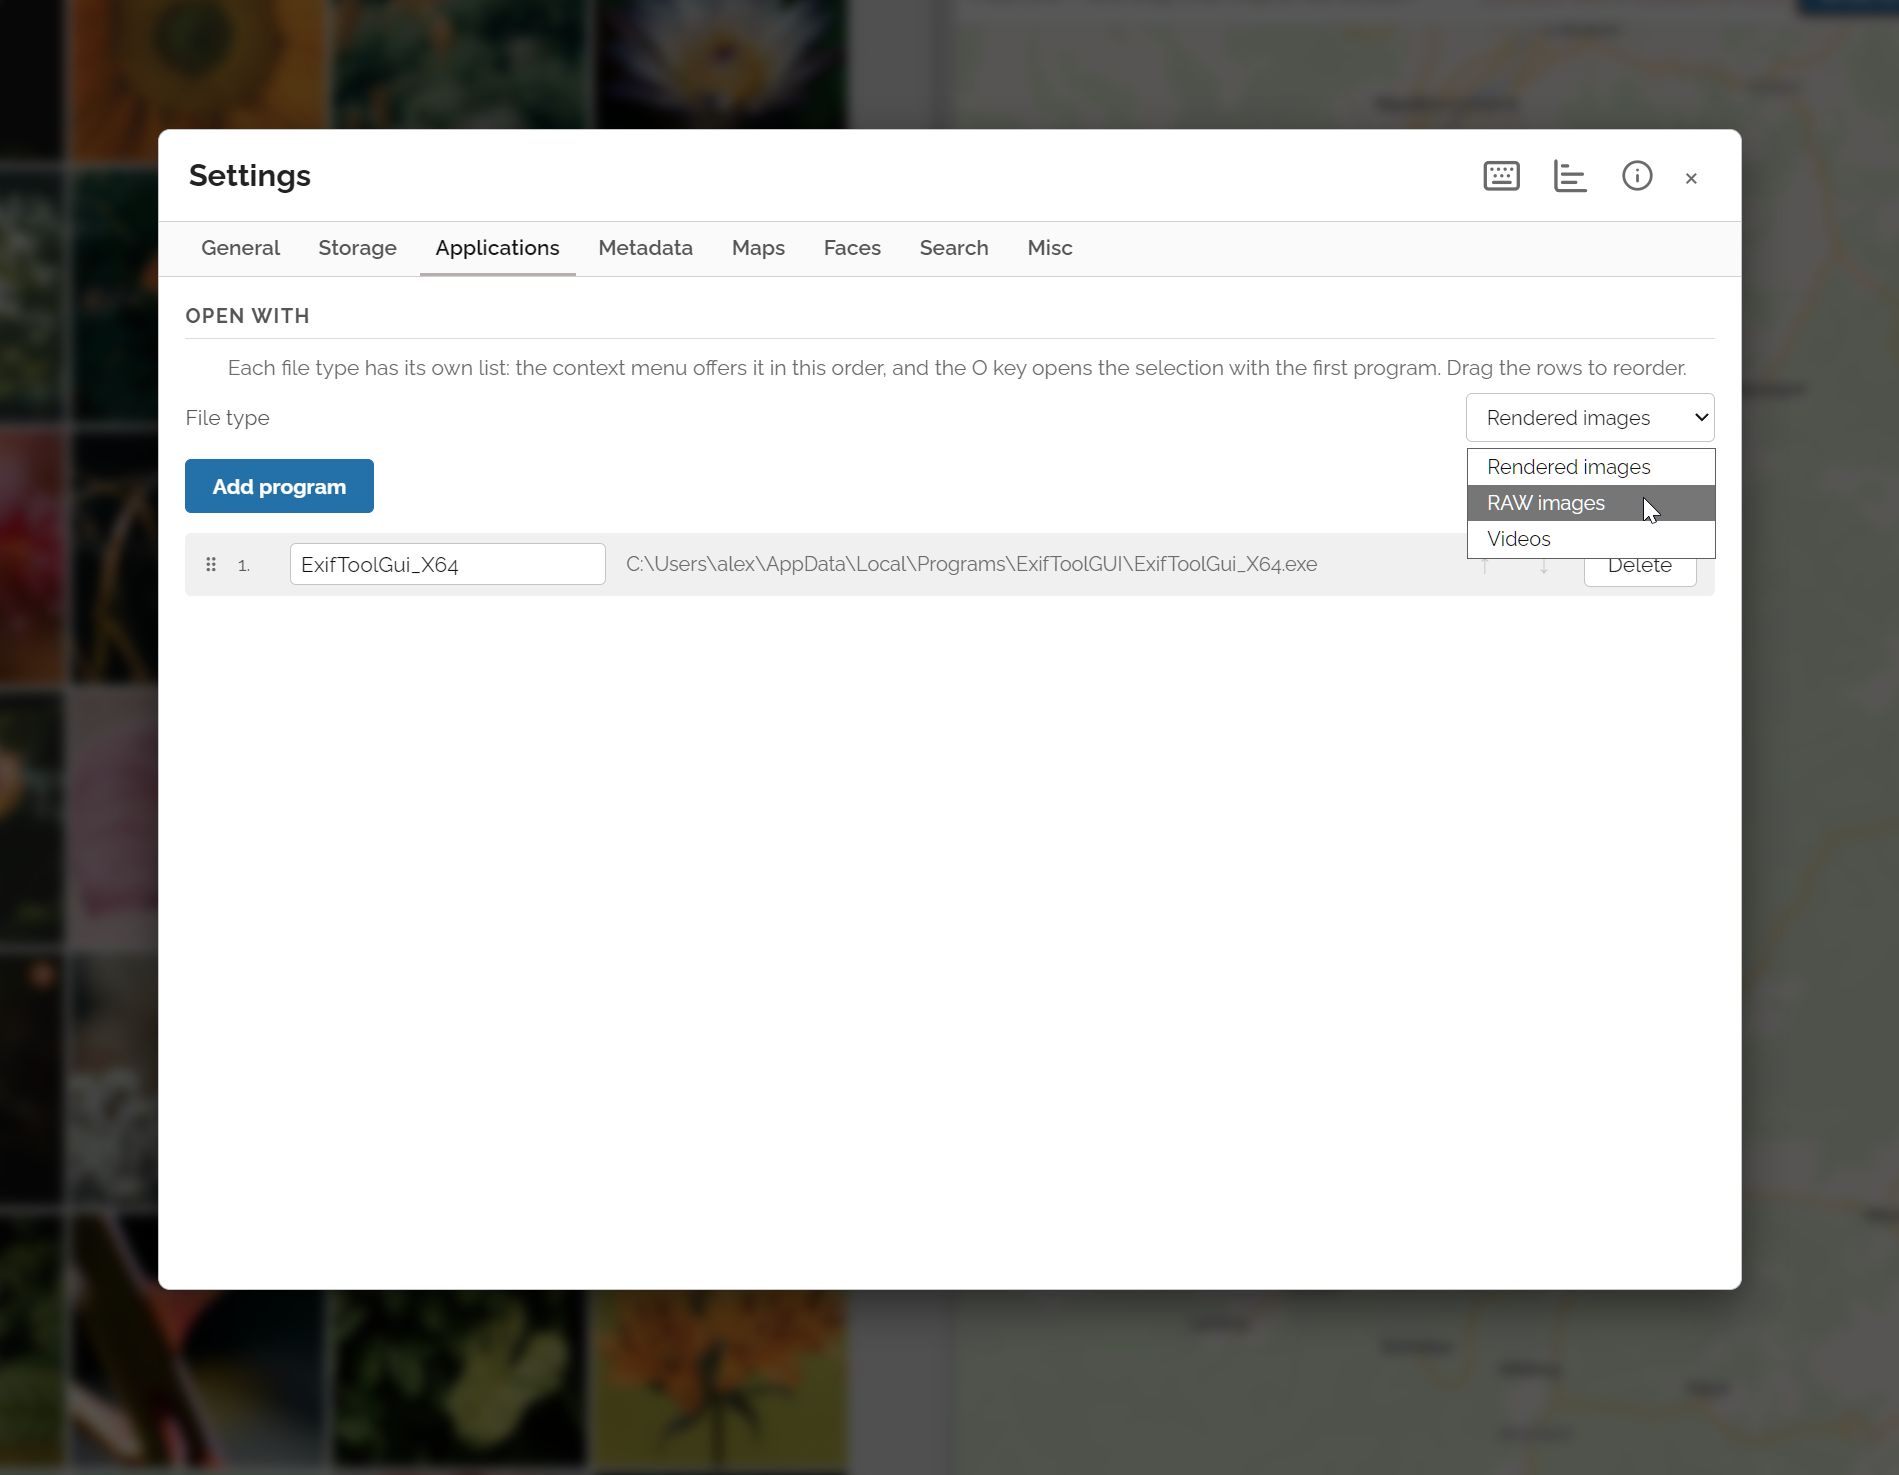 Settings
General Storage Applications Metadata Maps Faces Search Misc
OPEN WITH
Each file type has its own list: the context menu offers it in this order, and the O key opens the selection with the first program. Drag the rows to reorder.
File type
Rendered images
Rendered images
RAW images
Videos
Add program
1. ExifToolGui_X64 C:\Users\alex\AppData\Local\Programs\ExifToolGUI\ExifToolGui_X64.exe ↑ ↓ Delete